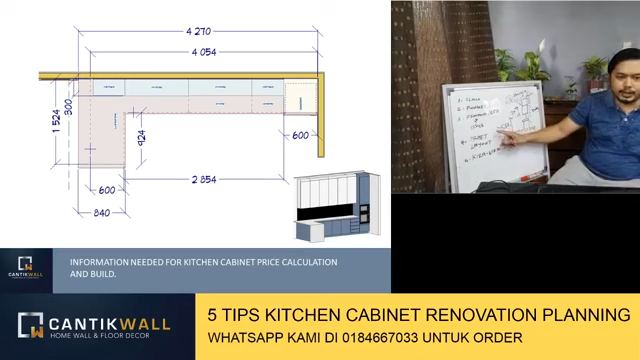 4 270
4 054
300
1 524
924
600
2 854
600
840
INFORMATION NEEDED FOR KITCHEN CABINET PRICE CALCULATION
AND BUILD.
CANTIKWALL
CANTIKWALL
HOME WALL & FLOOR DECOR
5 TIPS KITCHEN CABINET RENOVATION PLANNING
WHATSAPP KAMI DI 0184667033 UNTUK ORDER